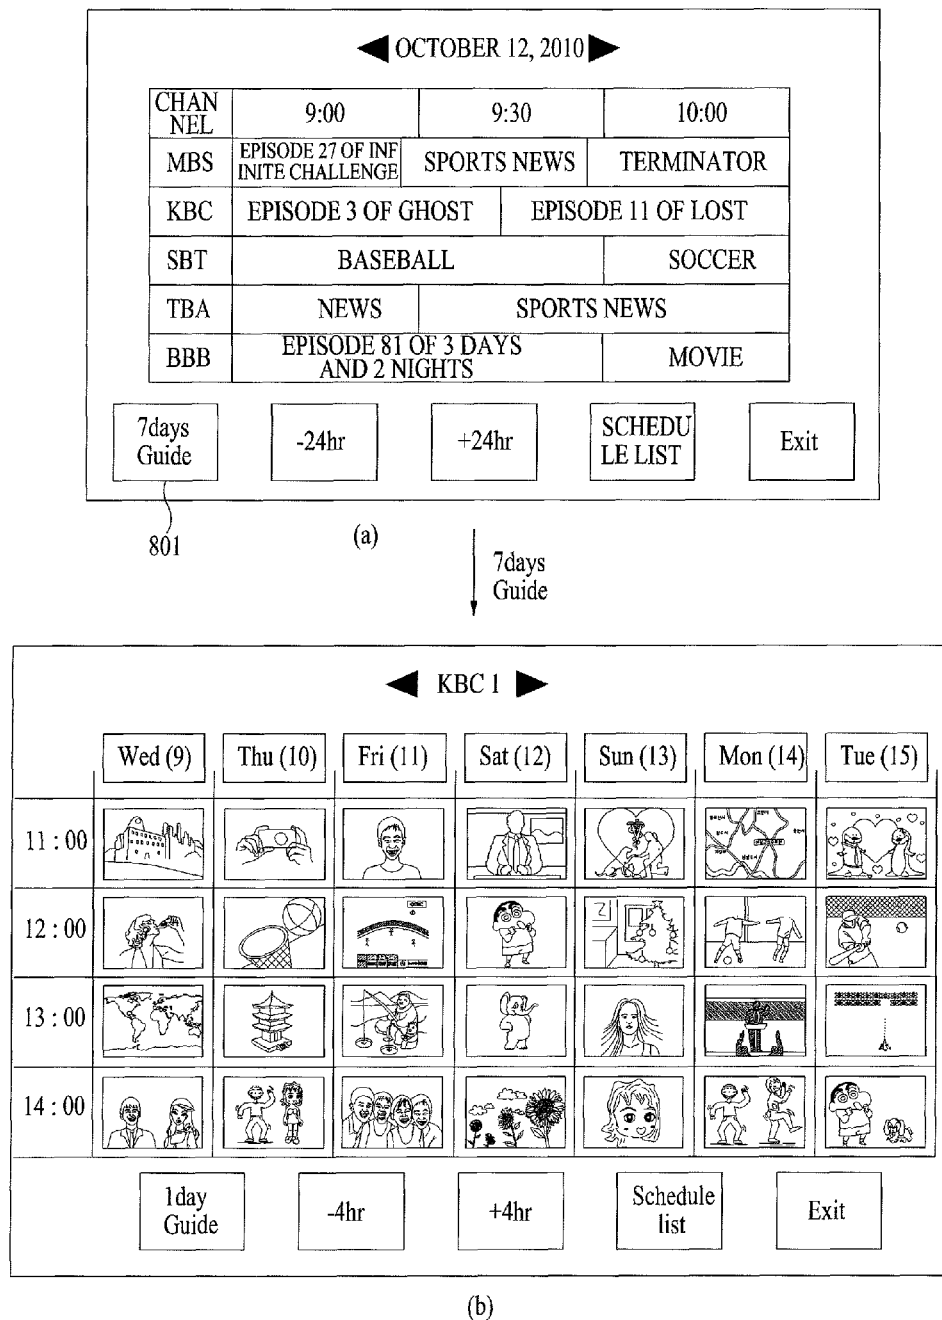 OCTOBER 12, 2010
CHAN
NEL
9:00
9:30
10:00
MBS
EPISODE 27 OF INF
INITE CHALLENGE
SPORTS NEWS
TERMINATOR
KBC
EPISODE 3 OF GHOST
EPISODE 11 OF LOST
SBT
BASEBALL
SOCCER
TBA
NEWS
SPORTS NEWS
BBB
EPISODE 81 OF 3 DAYS
AND 2 NIGHTS
MOVIE
7days
Guide
-24hr
+24hr
SCHEDU
LE LIST
Exit
801
(a)
7days
Guide
KBC 1
Wed (9)
Thu (10)
Fri (11)
Sat (12)
Sun (13)
Mon (14)
Tue (15)
11 : 00
12 : 00
13 : 00
14 : 00
1day
Guide
-4hr
+4hr
Schedule
list
Exit
(b)